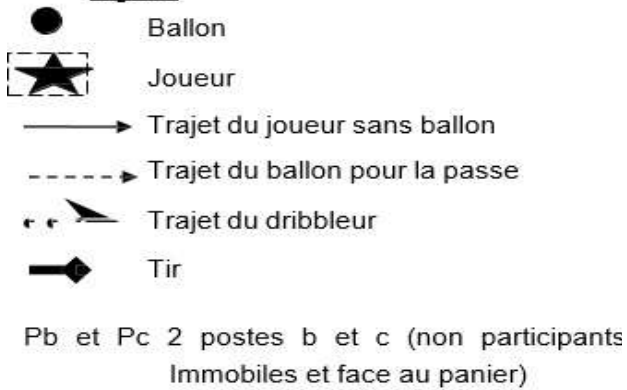 Ballon
Joueur
Trajet du joueur sans ballon
Trajet du ballon pour la passe
Trajet du dribbleur
Tir
Pb et Pc 2 postes b et c (non participants
Immobiles et face au panier)